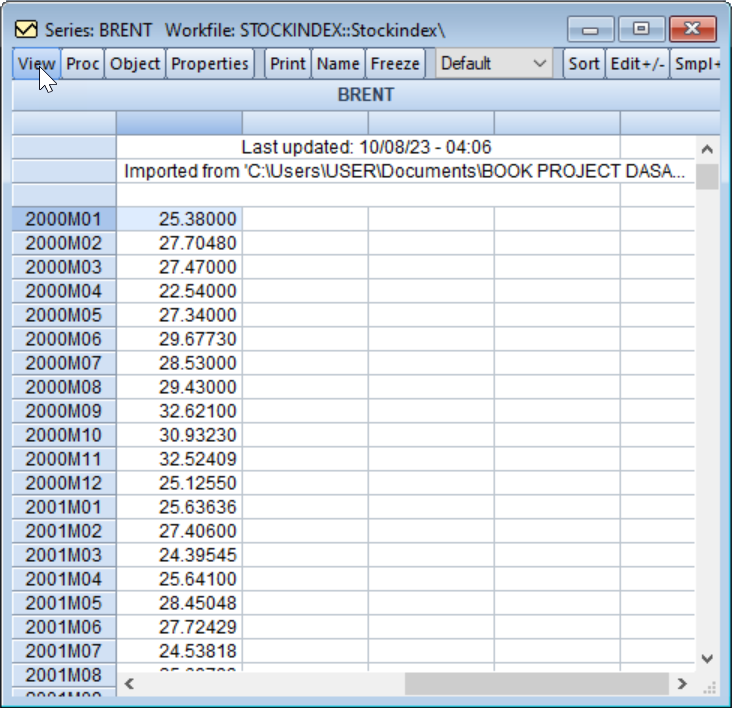 Series: BRENT Workfile: STOCKINDEX::Stockindex\
View Proc Object Properties Print Name Freeze Default Sort Edit+/- Smpl+
BRENT
Last updated: 10/08/23 - 04:06
Imported from 'C:\Users\USER\Documents\BOOK PROJECT DASA...
2000M01 25.38000
2000M02 27.70480
2000M03 27.47000
2000M04 22.54000
2000M05 27.34000
2000M06 29.67730
2000M07 28.53000
2000M08 29.43000
2000M09 32.62100
2000M10 30.93230
2000M11 32.52409
2000M12 25.12550
2001M01 25.63636
2001M02 27.40600
2001M03 24.39545
2001M04 25.64100
2001M05 28.45048
2001M06 27.72429
2001M07 24.53818
2001M08